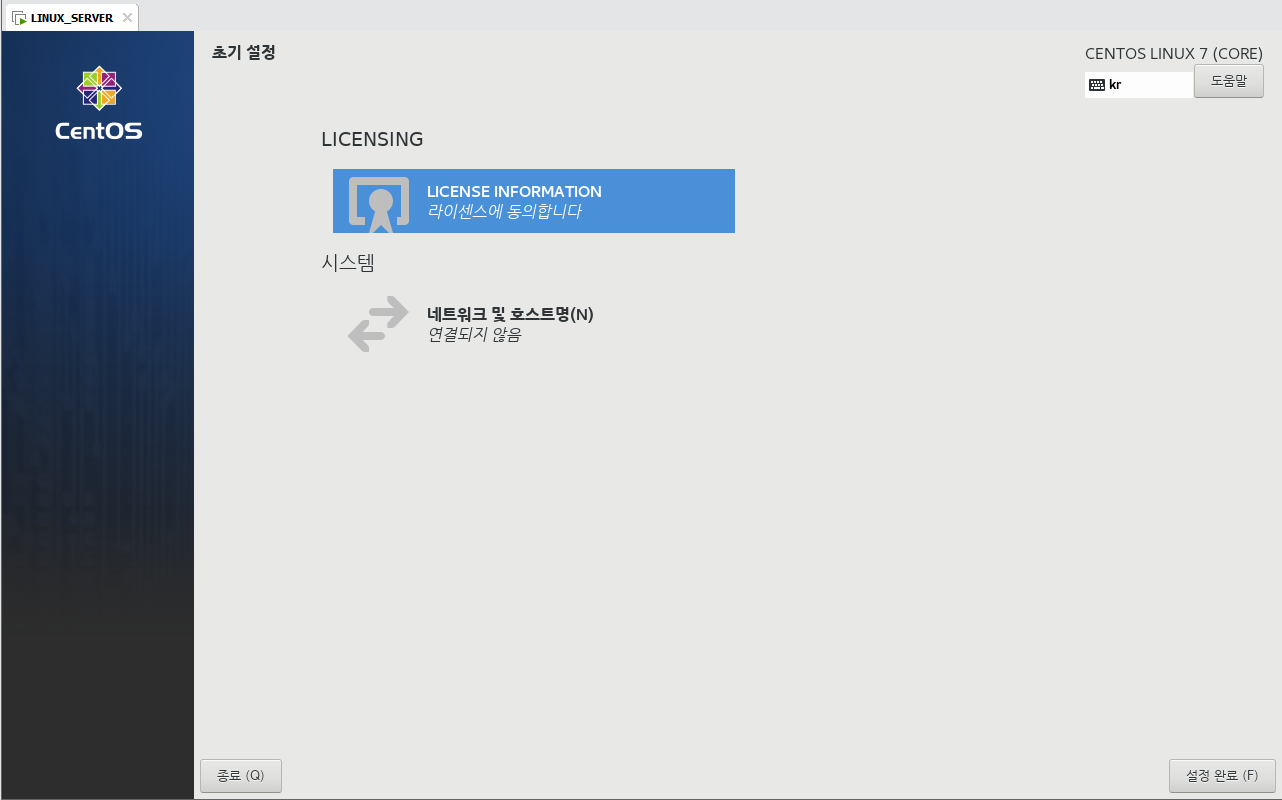 LINUX_SERVER
CentOS
초기 설정
CENTOS LINUX 7 (CORE)
kr
도움말
LICENSING
LICENSE INFORMATION
라이센스에 동의합니다
시스템
네트워크 및 호스트명(N)
연결되지 않음
종료 (Q)
설정 완료 (F)